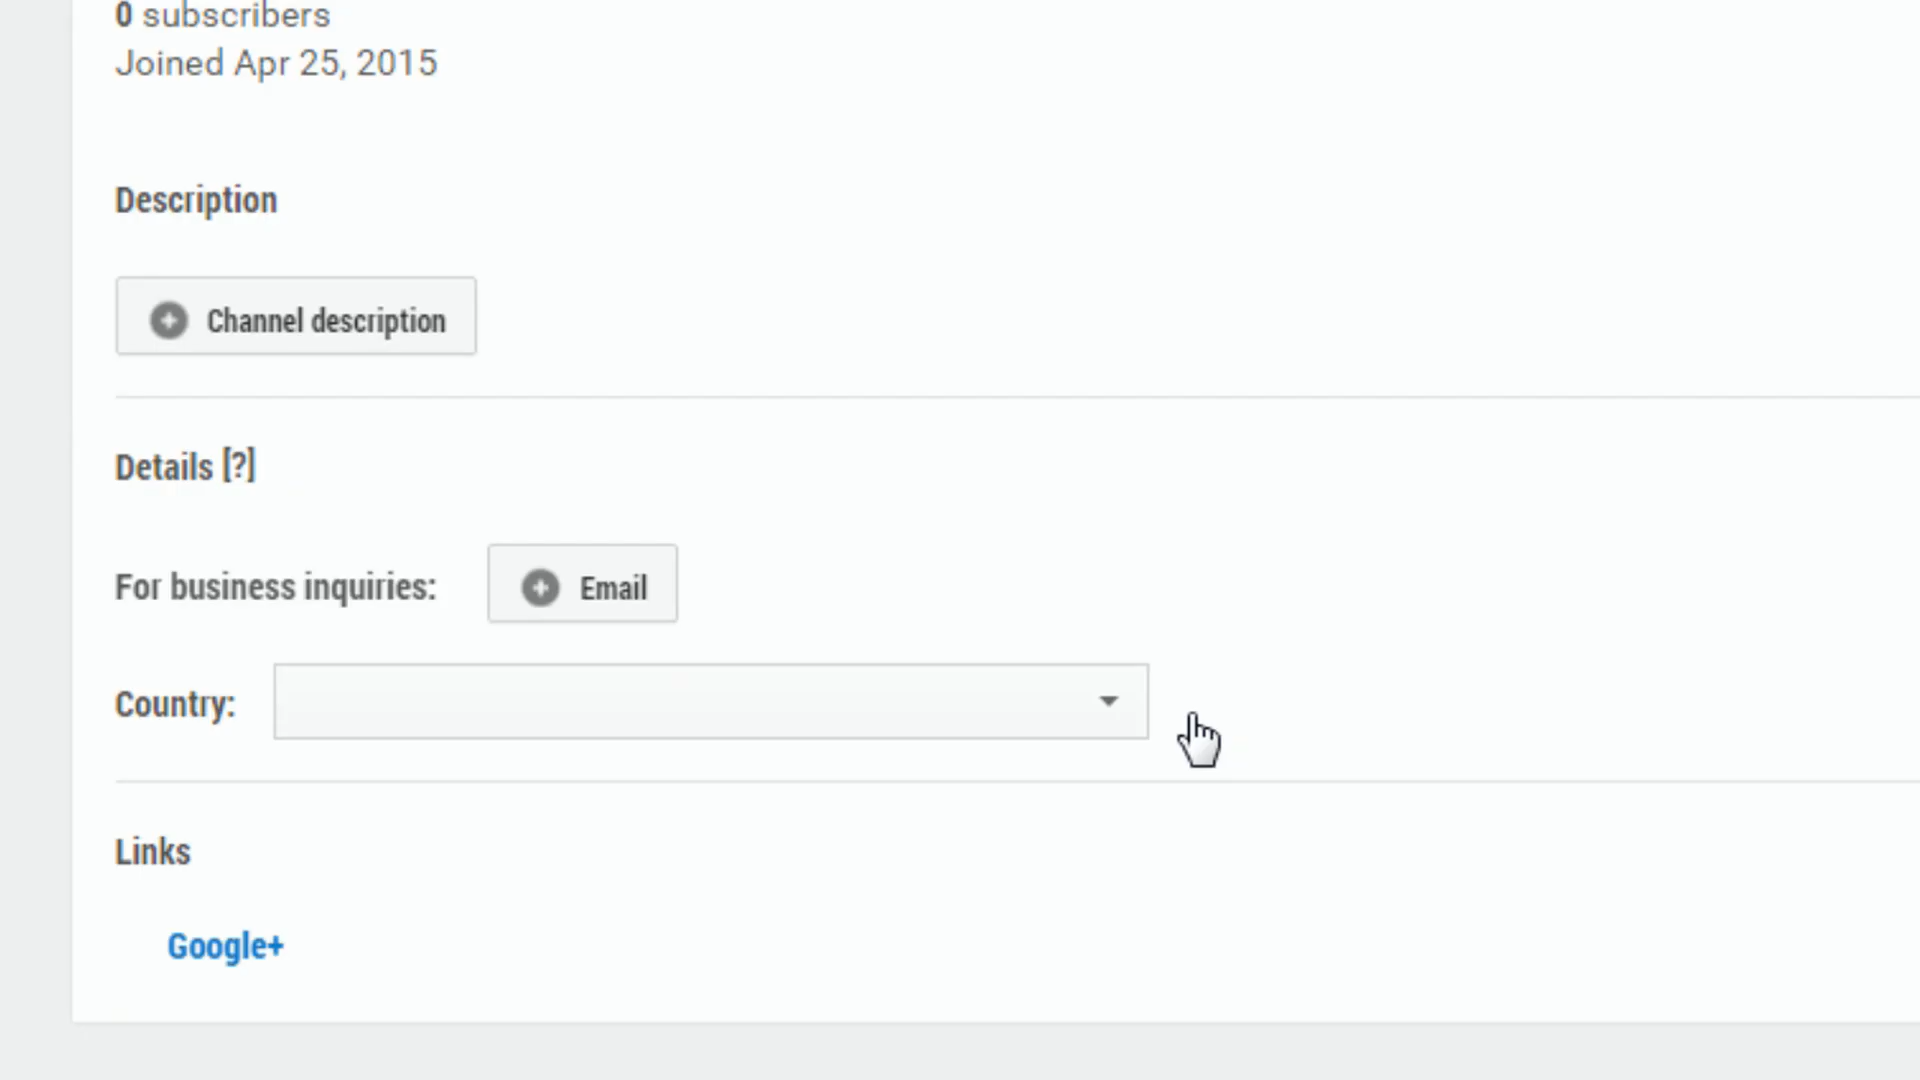 0 subscribers
Joined Apr 25, 2015
Description
Channel description
Details [?]
For business inquiries: Email
Country:
Links
Google+